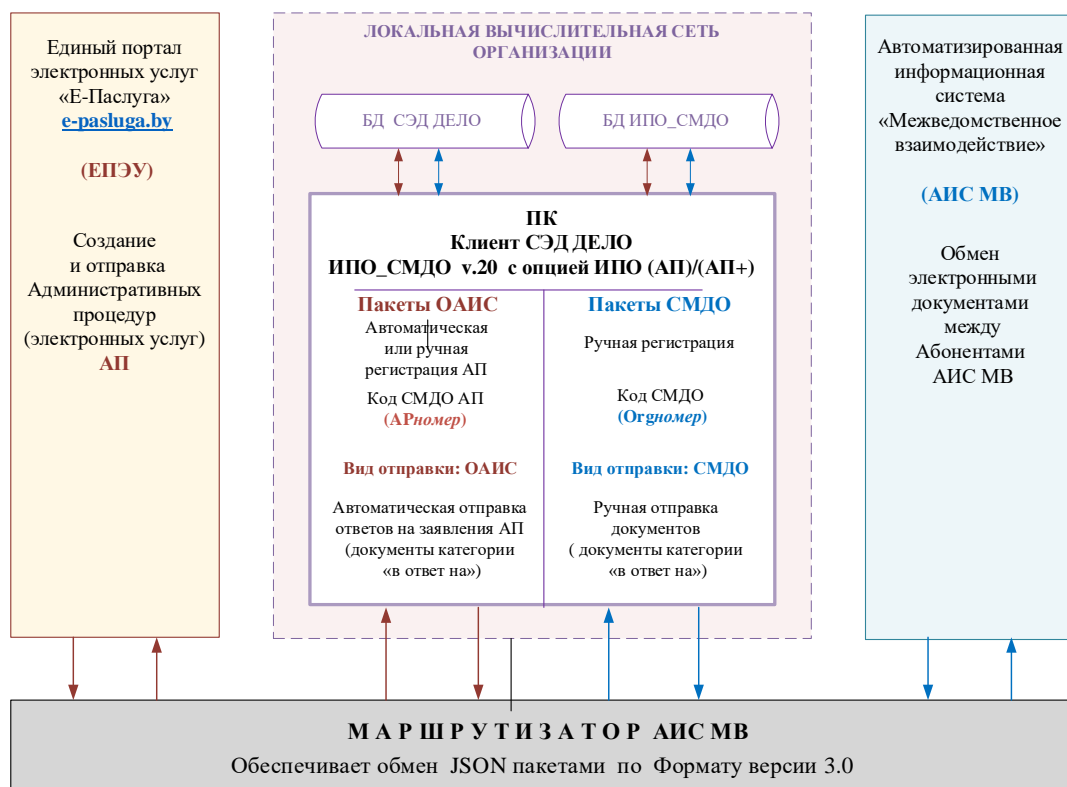 Единый портал
электронных услуг
«Е-Паслуга»
e-pasluga.by
(ЕПЭУ)
Создание
и отправка
Административных
процедур
(электронных услуг)
АП
ЛОКАЛЬНАЯ ВЫЧИСЛИТЕЛЬНАЯ СЕТЬ
ОРГАНИЗАЦИИ
БД СЭД ДЕЛО
БД ИПО_СМДО
ПК
Клиент СЭД ДЕЛО
ИПО_СМДО v.20 с опцией ИПО (АП)/(АП+)
Пакеты ОАИС
Автоматическая
или ручная
регистрация АП
Код СМДО АП
(APномер)
Вид отправки: ОАИС
Автоматическая отправка
ответов на заявления АП
(документы категории
«в ответ на»)
Пакеты СМДО
Ручная регистрация
Код СМДО
(Orgномер)
Вид отправки: СМДО
Ручная отправка
документов
( документы категории
«в ответ на»)
Автоматизированная
информационная
система
«Межведомственное
взаимодействие»
(АИС МВ)
Обмен
электронными
документами
между
Абонентами
АИС МВ
М А Р Ш Р У Т И З А Т О Р АИС МВ
Обеспечивает обмен JSON пакетами по Формату версии 3.0